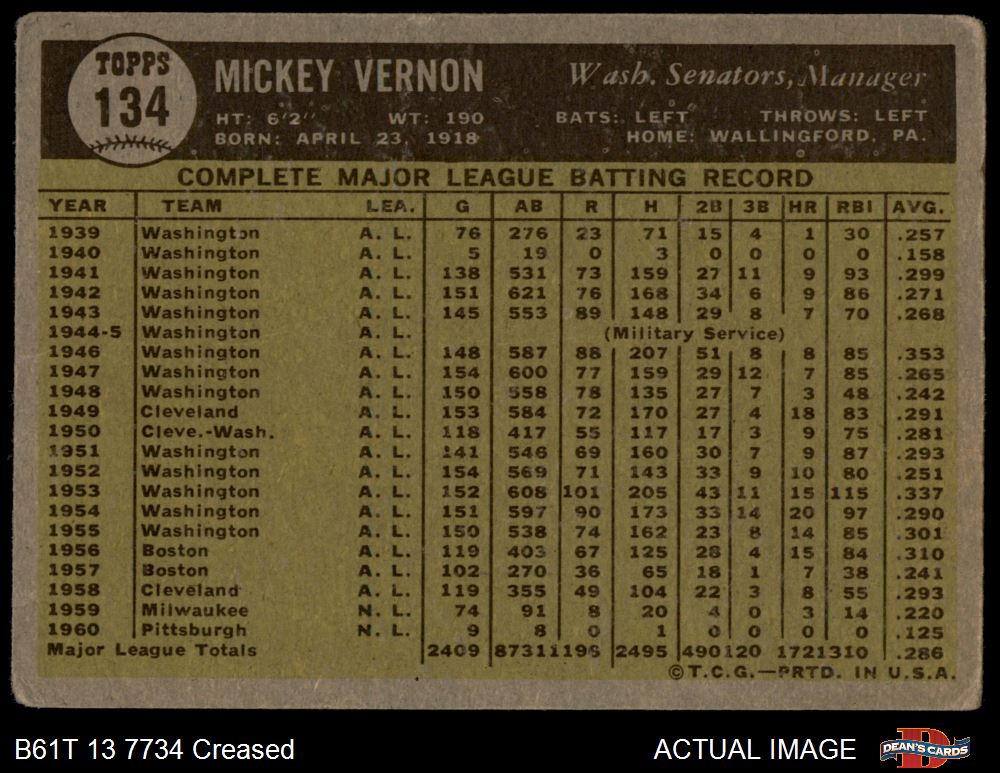 TOPPS
134
MICKEY VERNON
Wash. Senators, Manager
HT: 6'2" WT: 190 BATS: LEFT THROWS: LEFT
BORN: APRIL 23, 1918 HOME: WALLINGFORD, PA.
COMPLETE MAJOR LEAGUE BATTING RECORD
YEAR TEAM LEA. G AB R H 2B 3B HR RBI AVG.
1939 Washington A. L. 76 276 23 71 15 4 1 30 .257
1940 Washington A. L. 5 19 0 3 0 0 0 0 .158
1941 Washington A. L. 138 531 73 159 27 11 9 93 .299
1942 Washington A. L. 151 621 76 168 34 6 9 86 .271
1943 Washington A. L. 145 553 89 148 29 8 7 70 .268
1944-5 Washington A. L. (Military Service)
1946 Washington A. L. 148 587 88 207 51 8 8 85 .353
1947 Washington A. L. 154 600 77 159 29 12 7 85 .265
1948 Washington A. L. 150 558 78 135 27 7 3 48 .242
1949 Cleveland A. L. 153 584 72 170 27 4 18 83 .291
1950 Cleve.-Wash. A. L. 118 417 55 117 17 3 9 75 .281
1951 Washington A. L. 141 546 69 160 30 7 9 87 .293
1952 Washington A. L. 154 569 71 143 33 9 10 80 .251
1953 Washington A. L. 152 608 101 205 43 11 15 115 .337
1954 Washington A. L. 151 597 90 173 33 14 20 97 .290
1955 Washington A. L. 150 538 74 162 23 8 14 85 .301
1956 Boston A. L. 119 403 67 125 28 4 15 84 .310
1957 Boston A. L. 102 270 36 65 18 1 7 38 .241
1958 Cleveland A. L. 119 355 49 104 22 3 8 55 .293
1959 Milwaukee N. L. 74 91 8 20 4 0 3 14 .220
1960 Pittsburgh N. L. 9 8 0 1 0 0 0 0 .125
Major League Totals 2409 8731 1196 2495 490 120 172 1310 .286
©T.C.G.—PRTD. IN U.S.A.
B61T 13 7734 Creased
ACTUAL IMAGE
DEAN'S CARDS